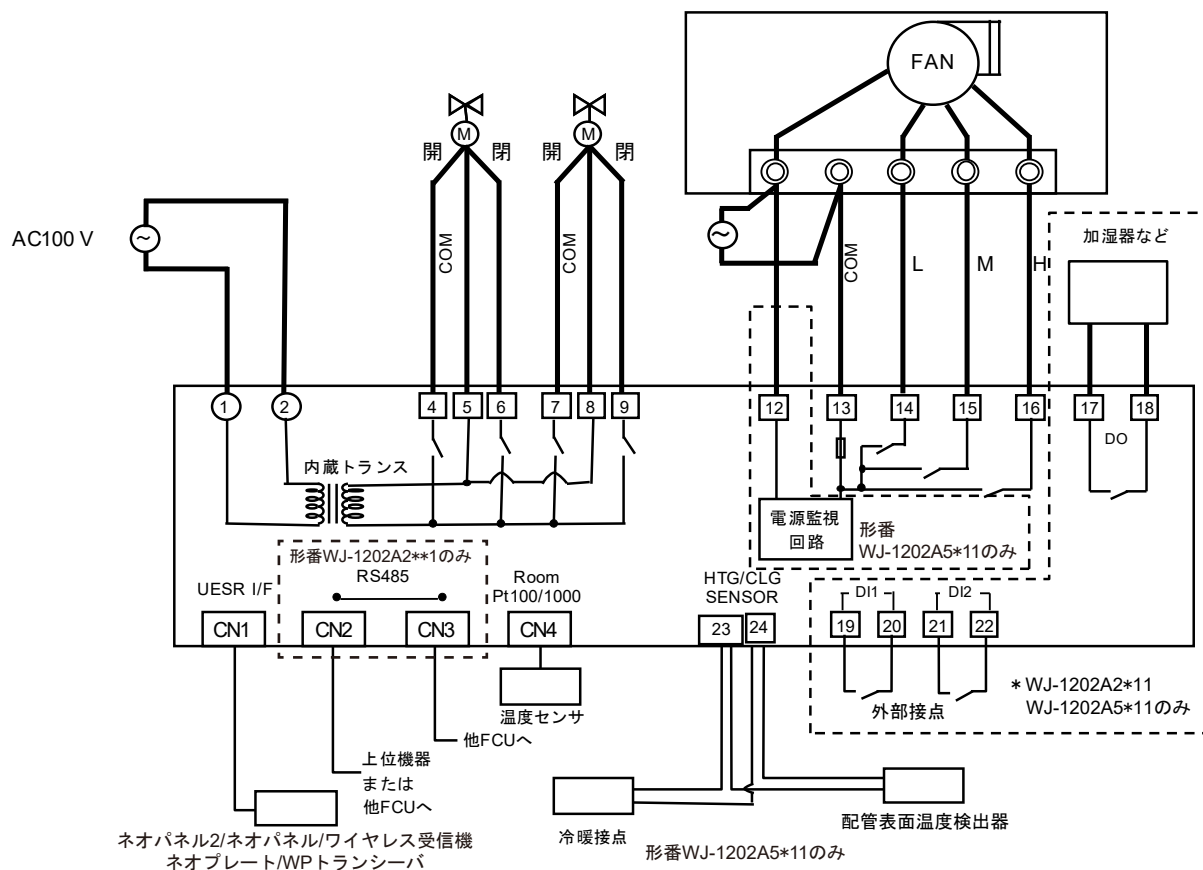 FAN
M
M
開
閉
開
閉
AC100 V
～
～
COM
COM
COM
L
M
H
加湿器など
1
2
4
5
6
7
8
9
12
13
14
15
16
17
18
DO
内蔵トランス
電源監視
回路
形番
WJ-1202A5*11のみ
形番WJ-1202A2**1のみ
RS485
UESR I/F
Room
Pt100/1000
HTG/CLG
SENSOR
DI1
DI2
CN1
CN2
CN3
CN4
23
24
19
20
21
22
温度センサ
外部接点
*WJ-1202A2*11
WJ-1202A5*11のみ
他FCUへ
上位機器
または
他FCUへ
冷暖接点
配管表面温度検出器
形番WJ-1202A5*11のみ
ネオパネル2/ネオパネル/ワイヤレス受信機
ネオプレート/WPトランシーバ